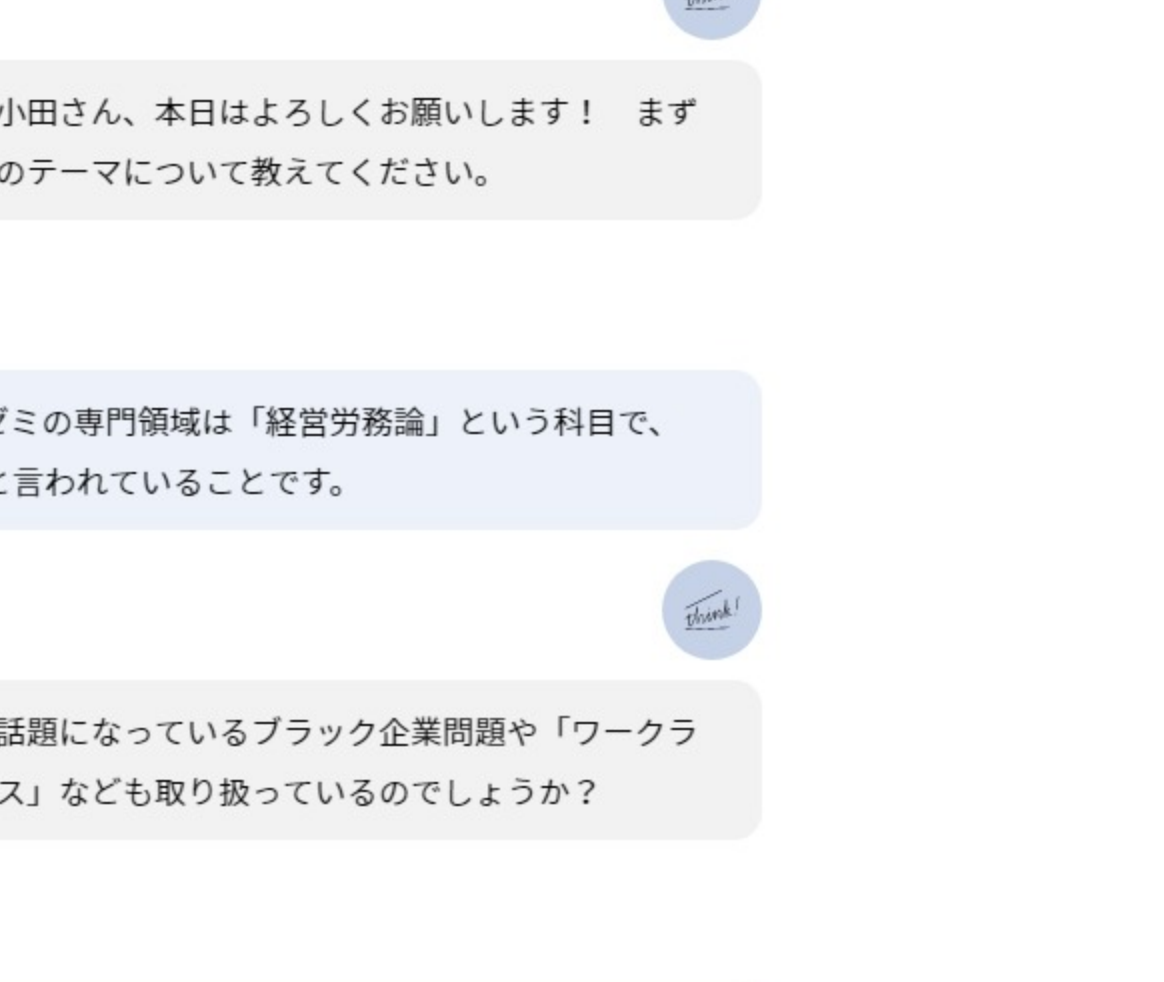 小田さん、本日はよろしくお願いします！　まず
のテーマについて教えてください。
ゼミの専門領域は「経営労務論」という科目で、
と言われていることです。
think!
話題になっているブラック企業問題や「ワークラ
ス」なども取り扱っているのでしょうか？